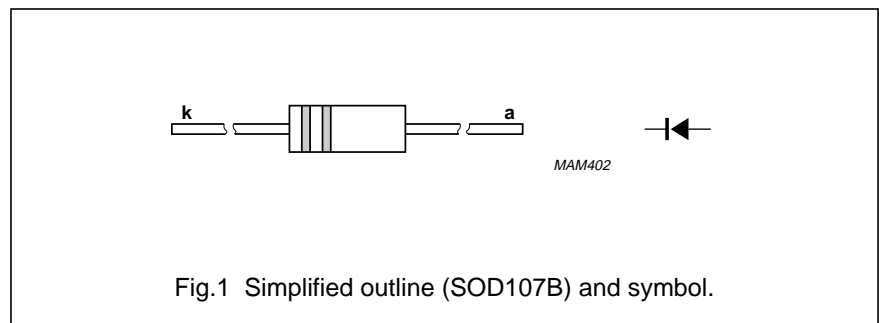 k
a
MAM402
Fig.1 Simplified outline (SOD107B) and symbol.